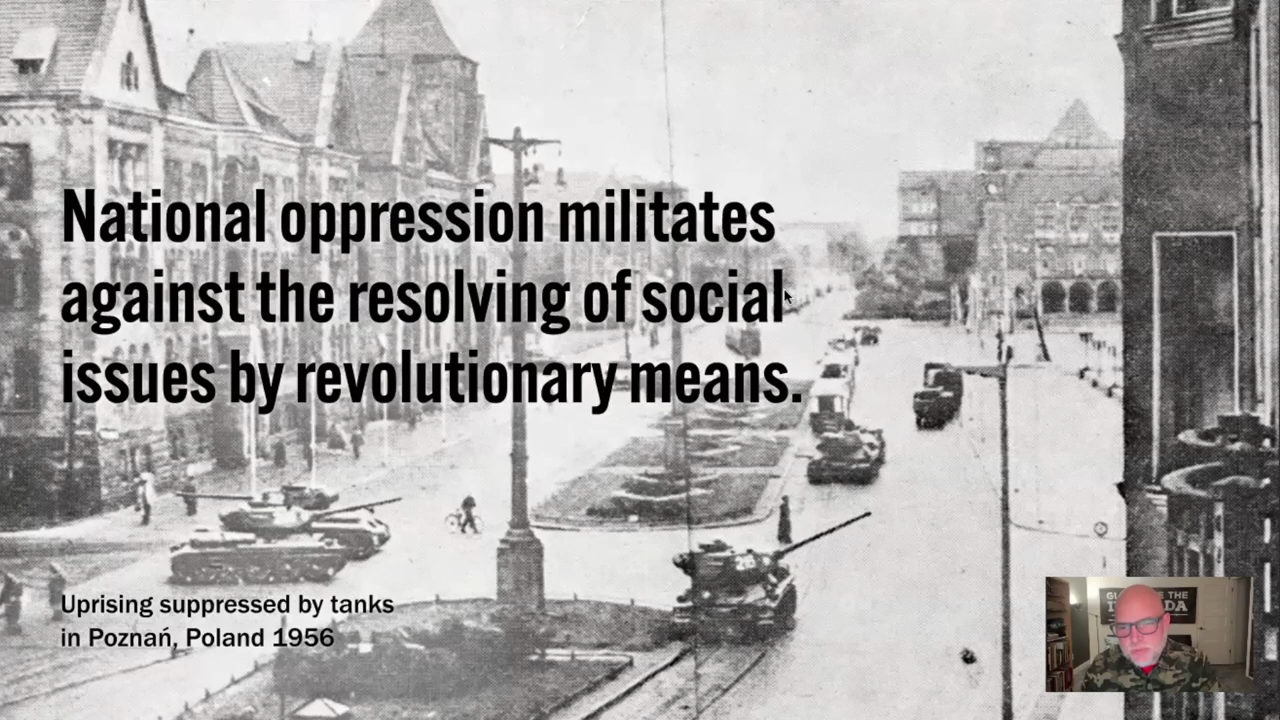 National oppression militates
against the resolving of social
issues by revolutionary means.
Uprising suppressed by tanks
in Poznań, Poland 1956
THE